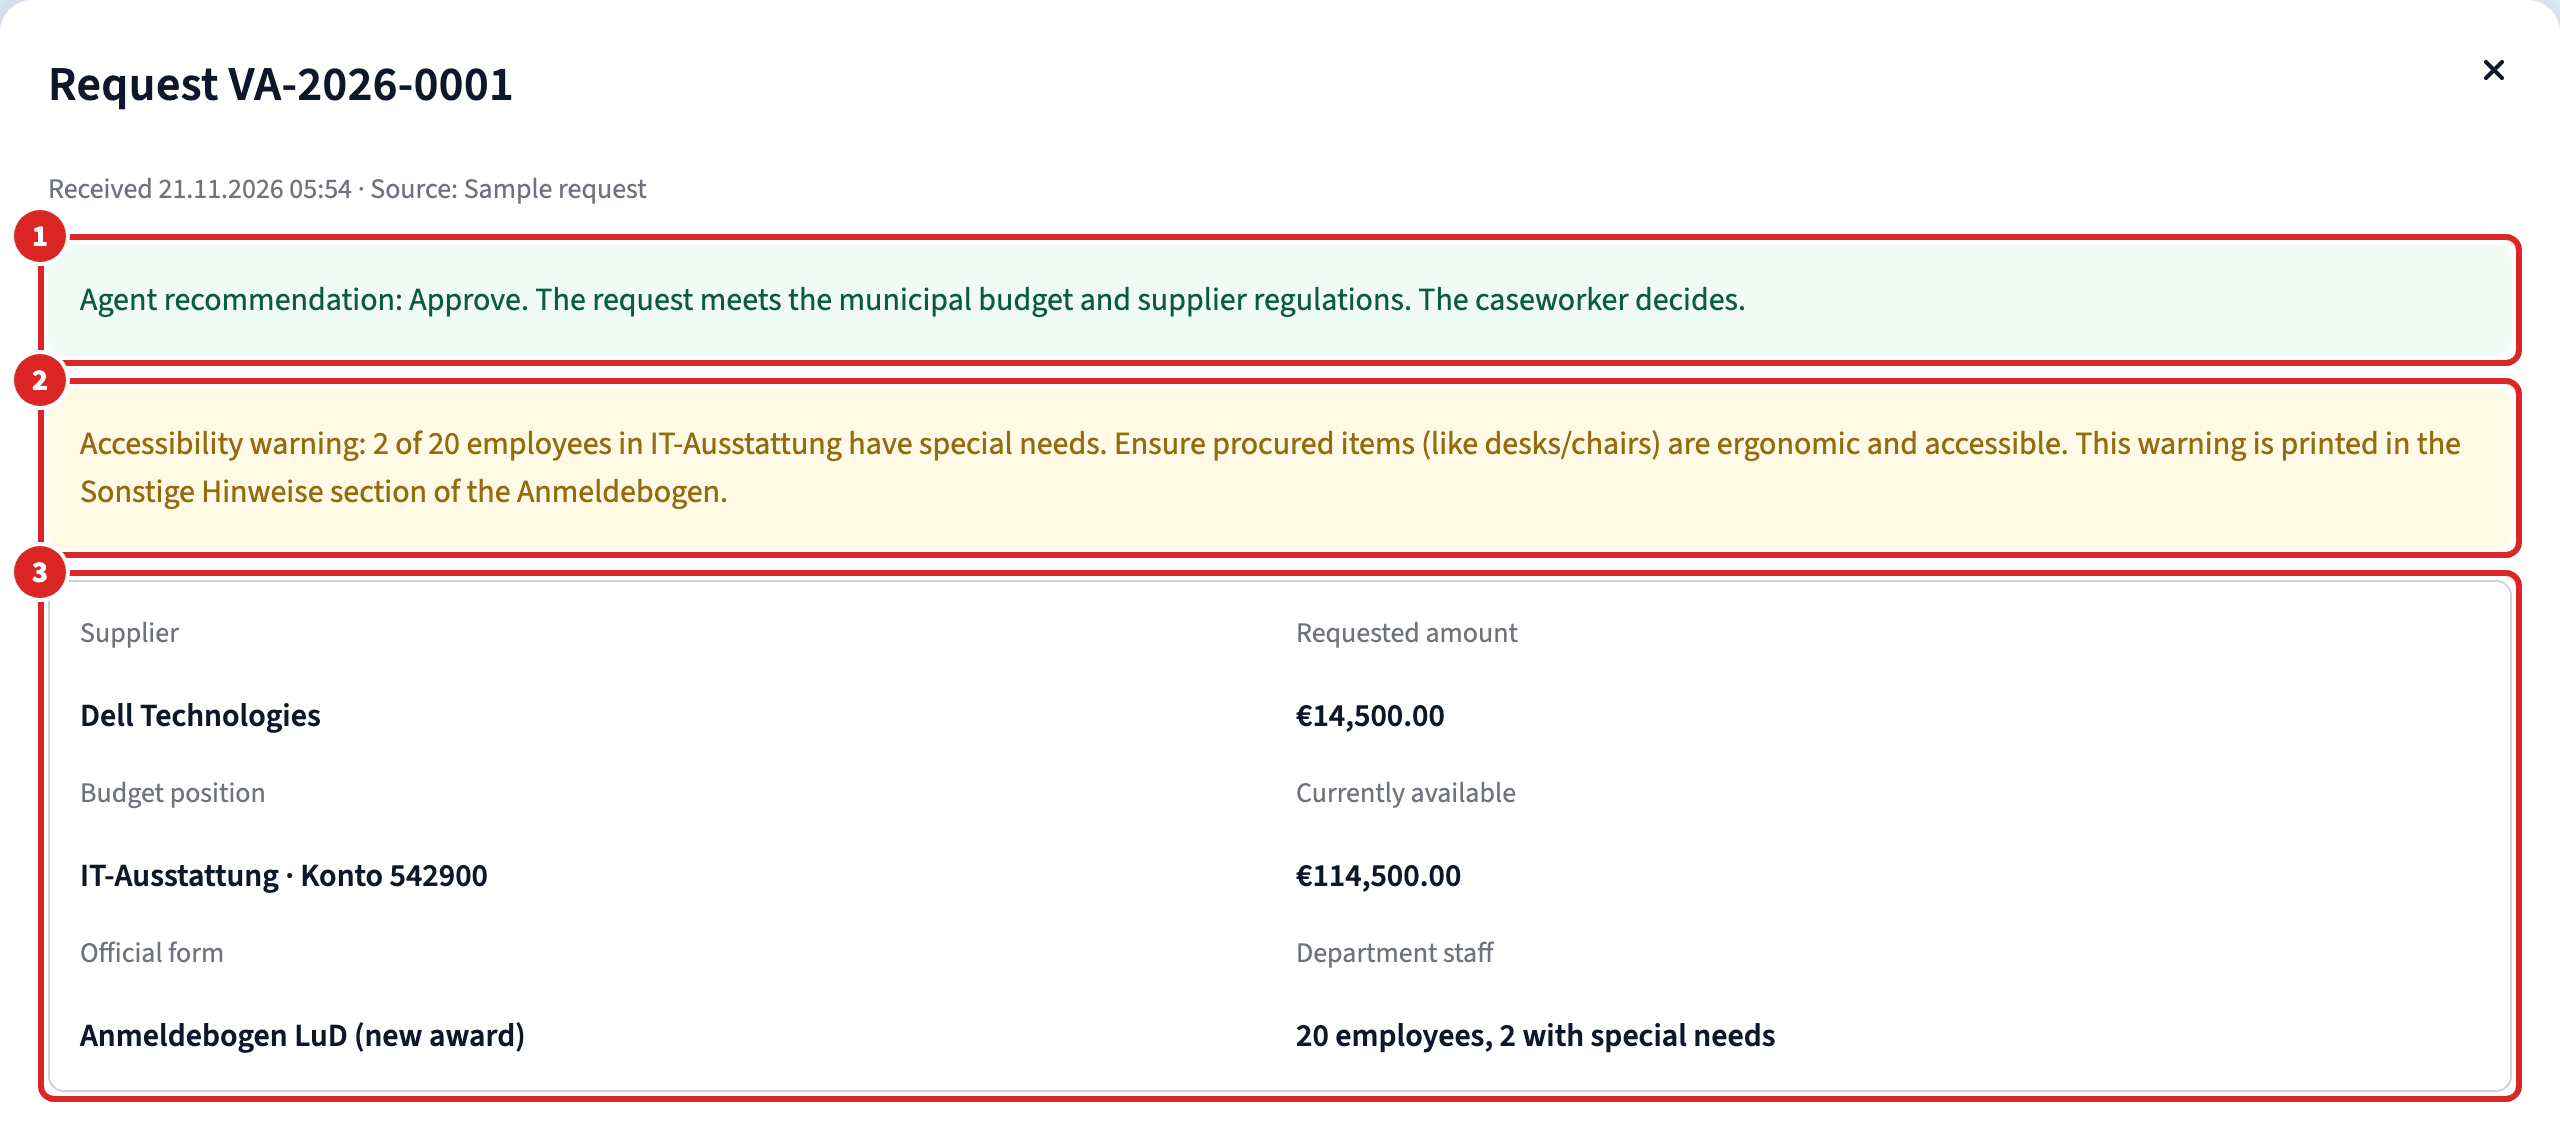 Request VA-2026-0001
Received 21.11.2026 05:54 · Source: Sample request
1
Agent recommendation: Approve. The request meets the municipal budget and supplier regulations. The caseworker decides.
2
Accessibility warning: 2 of 20 employees in IT-Ausstattung have special needs. Ensure procured items (like desks/chairs) are ergonomic and accessible. This warning is printed in the
Sonstige Hinweise section of the Anmeldebogen.
3
Supplier
Requested amount
Dell Technologies
€14,500.00
Budget position
Currently available
IT-Ausstattung · Konto 542900
€114,500.00
Official form
Department staff
Anmeldebogen LuD (new award)
20 employees, 2 with special needs